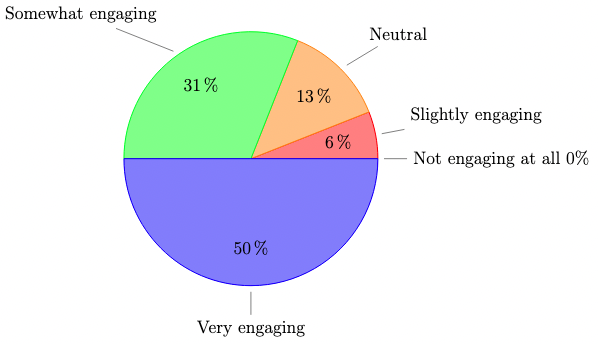 Somewhat engaging
Neutral
31 %
13 %
Slightly engaging
6 %
Not engaging at all 0%
50 %
Very engaging